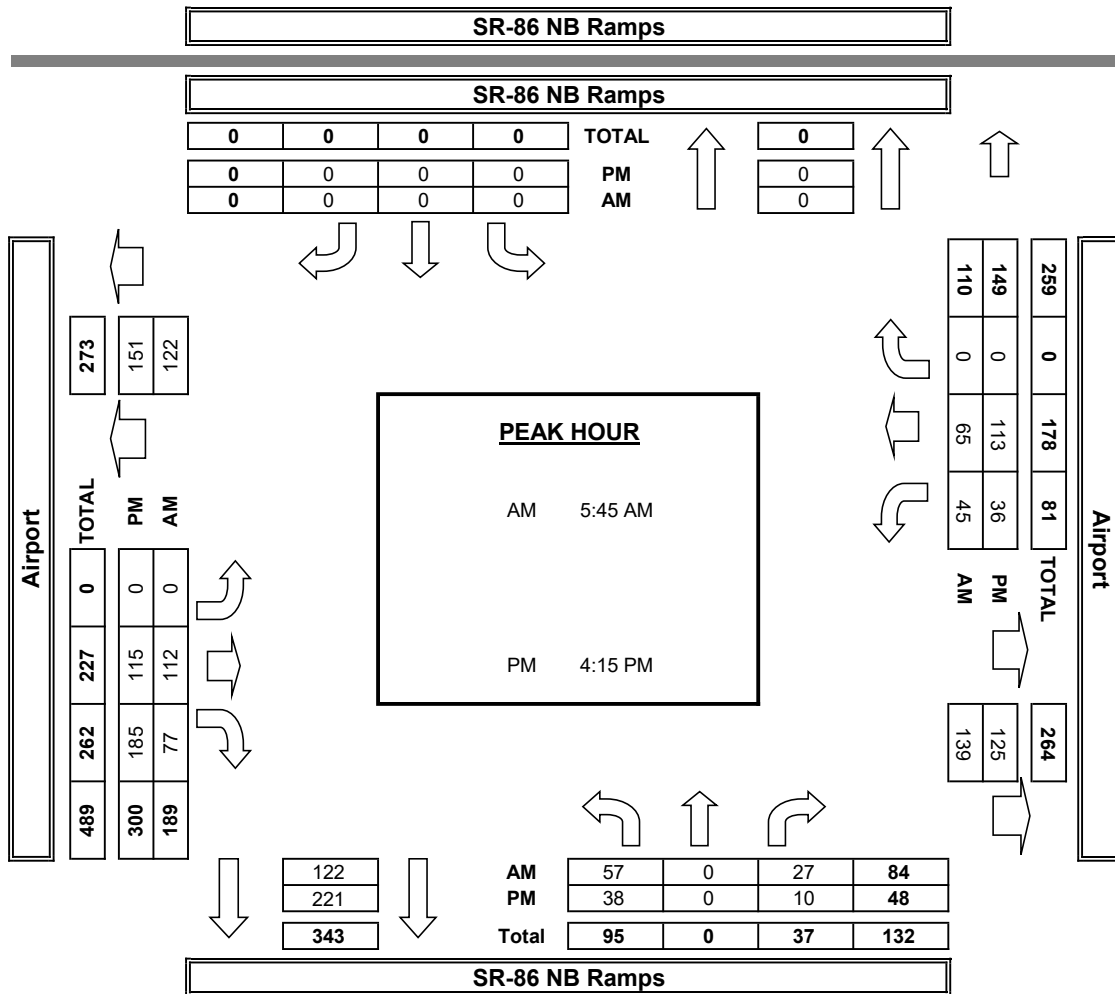 SR-86 NB Ramps
SR-86 NB Ramps
0 0 0 0 TOTAL 0
0 0 0 0 PM 0
0 0 0 0 AM 0
Airport
273 151 122
TOTAL PM AM
0 0 0
227 115 112
262 185 77
489 300 189
PEAK HOUR
AM 5:45 AM
PM 4:15 PM
110 149 259
0 0 0
65 113 178
45 36 81
AM PM TOTAL
139 125 264
Airport
122 AM 57 0 27 84
221 PM 38 0 10 48
343 Total 95 0 37 132
SR-86 NB Ramps